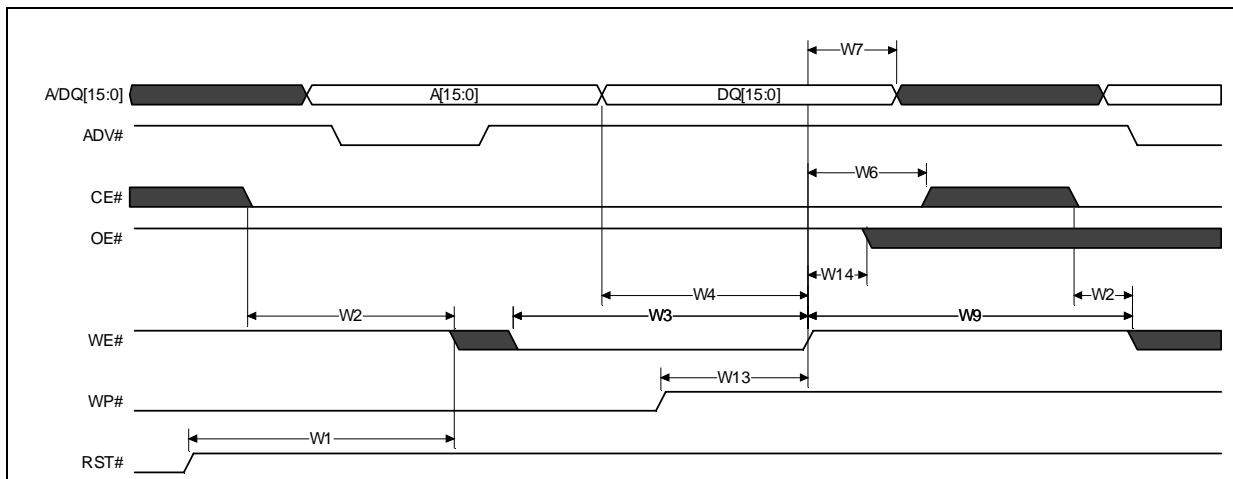 W7
A/DQ[15:0]
A[15:0]
DQ[15:0]
ADV#
W6
CE#
OE#
W14
W4
W2
W2
W3
W9
WE#
W13
WP#
W1
RST#